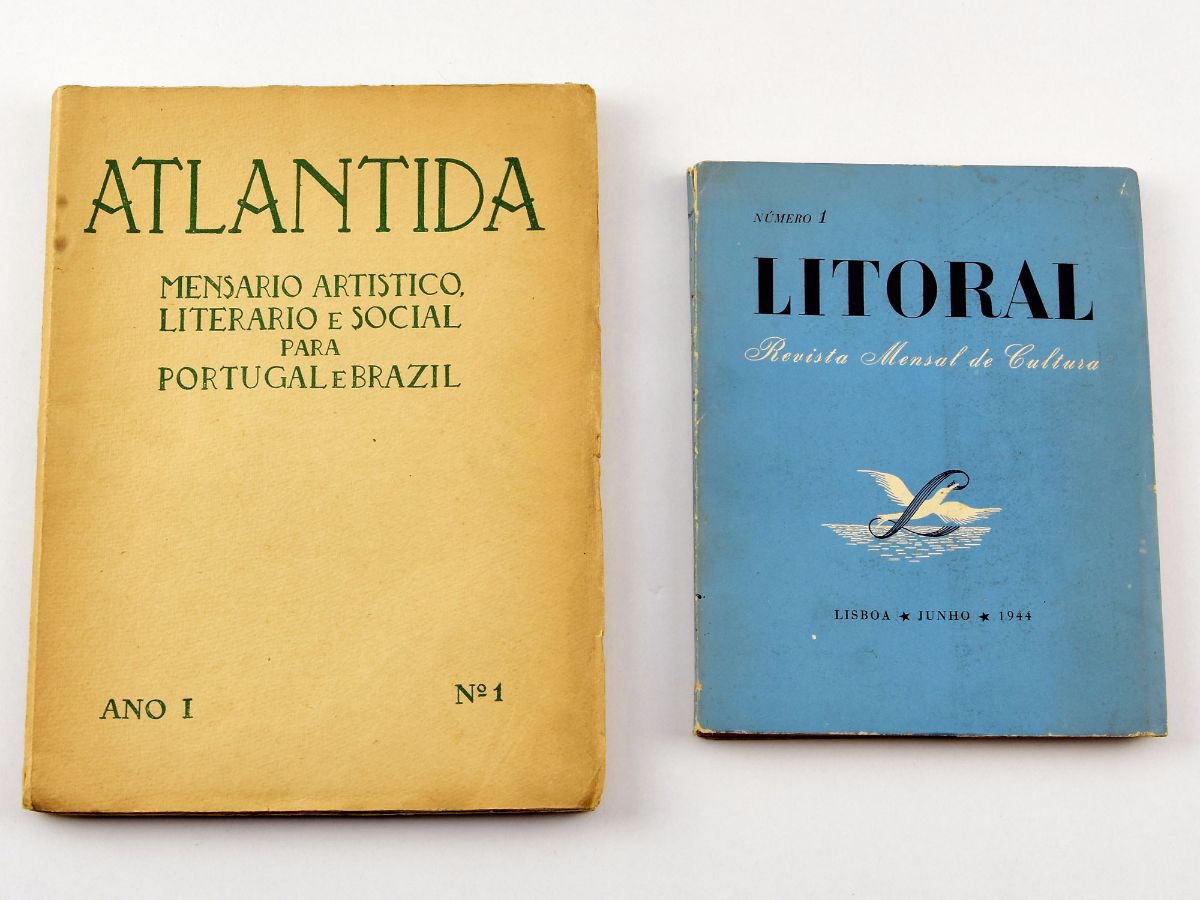 ATLANTIDA
MENSARIO ARTISTICO,
LITERARIO E SOCIAL
PARA
PORTUGAL E BRAZIL
ANO I
Nº 1
NÚMERO 1
LITORAL
Revista Mensal de Cultura
L
LISBOA ★ JUNHO ★ 1944